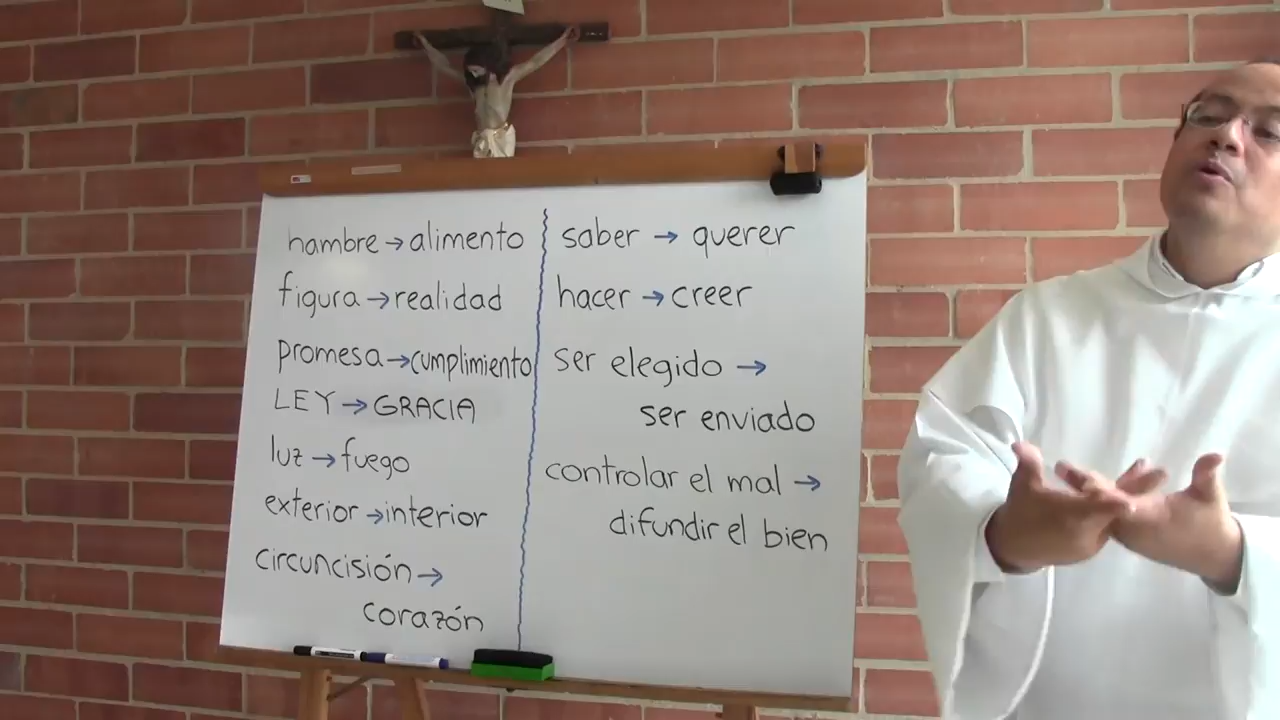 hambre → alimento
figura → realidad
promesa → cumplimiento
LEY → GRACIA
luz → fuego
exterior → interior
circuncisión →
corazón
saber → querer
hacer → creer
ser elegido →
ser enviado
controlar el mal →
difundir el bien